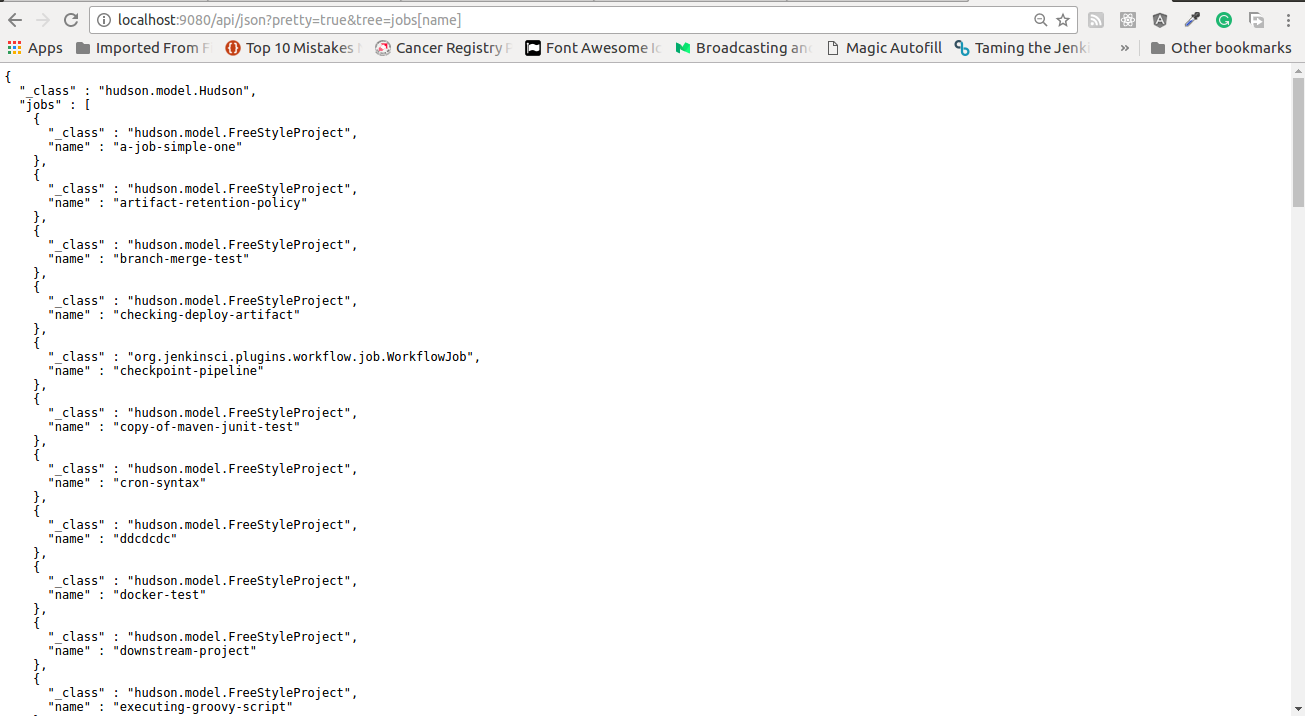 localhost:9080/api/json?pretty=true&tree=jobs[name]
Apps Imported From F Top 10 Mistakes Cancer Registry Font Awesome Ic Broadcasting an Magic Autofill Taming the Jenki » Other bookmarks
{
"_class" : "hudson.model.Hudson",
"jobs" : [
{
"_class" : "hudson.model.FreeStyleProject",
"name" : "a-job-simple-one"
},
{
"_class" : "hudson.model.FreeStyleProject",
"name" : "artifact-retention-policy"
},
{
"_class" : "hudson.model.FreeStyleProject",
"name" : "branch-merge-test"
},
{
"_class" : "hudson.model.FreeStyleProject",
"name" : "checking-deploy-artifact"
},
{
"_class" : "org.jenkinsci.plugins.workflow.job.WorkflowJob",
"name" : "checkpoint-pipeline"
},
{
"_class" : "hudson.model.FreeStyleProject",
"name" : "copy-of-maven-junit-test"
},
{
"_class" : "hudson.model.FreeStyleProject",
"name" : "cron-syntax"
},
{
"_class" : "hudson.model.FreeStyleProject",
"name" : "ddcdcdc"
},
{
"_class" : "hudson.model.FreeStyleProject",
"name" : "docker-test"
},
{
"_class" : "hudson.model.FreeStyleProject",
"name" : "downstream-project"
},
{
"_class" : "hudson.model.FreeStyleProject",
"name" : "executing-groovy-script"